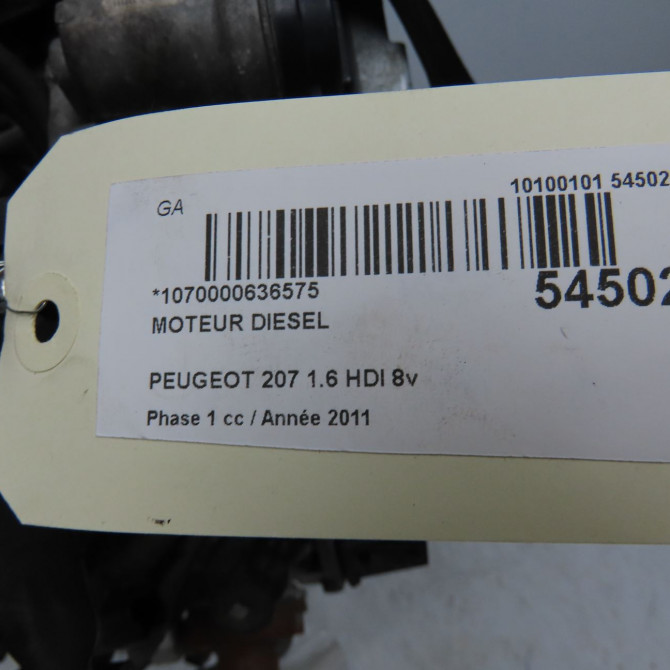 GA
10100101 54502
*1070000636575
54502
MOTEUR DIESEL
PEUGEOT 207 1.6 HDI 8v
Phase 1 cc / Année 2011